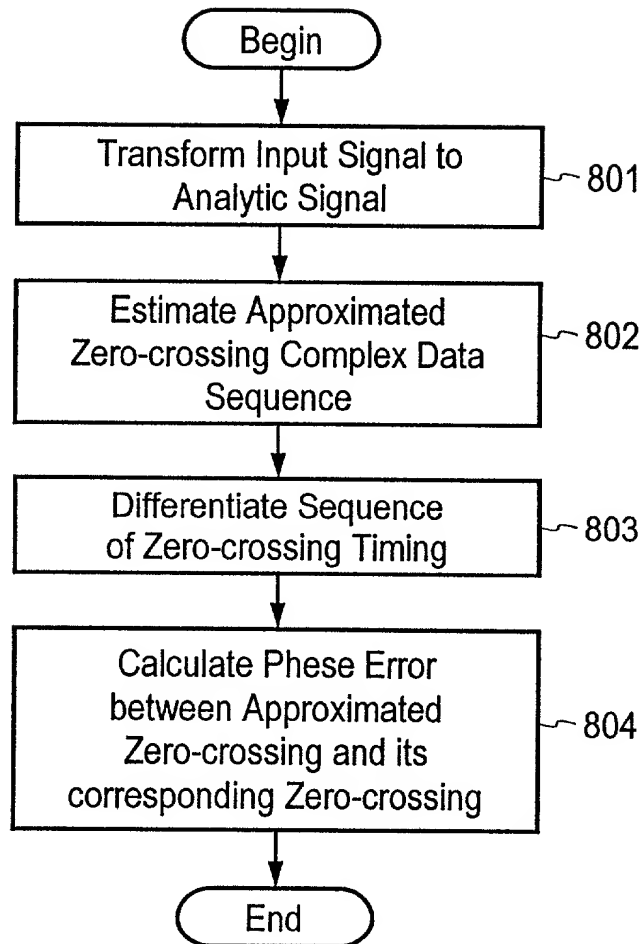 Begin
Transform Input Signal to
Analytic Signal
801
Estimate Approximated
Zero-crossing Complex Data
Sequence
802
Differentiate Sequence
of Zero-crossing Timing
803
Calculate Phese Error
between Approximated
Zero-crossing and its
corresponding Zero-crossing
804
End